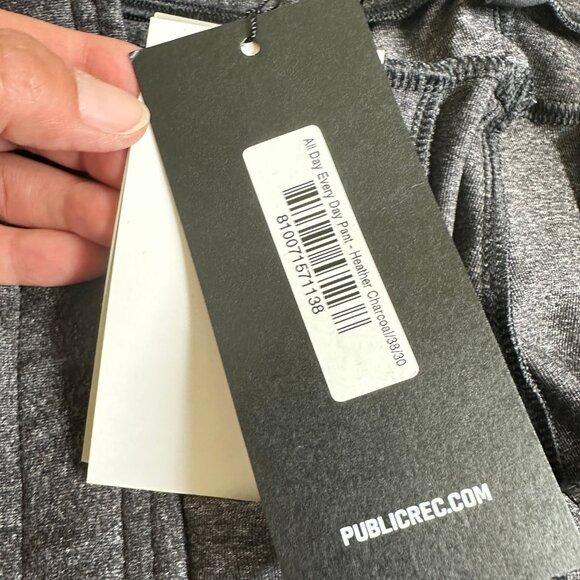 All Day Every Day Pant - Heather Charcoal/38/30
810071571138
PUBLICREC.COM